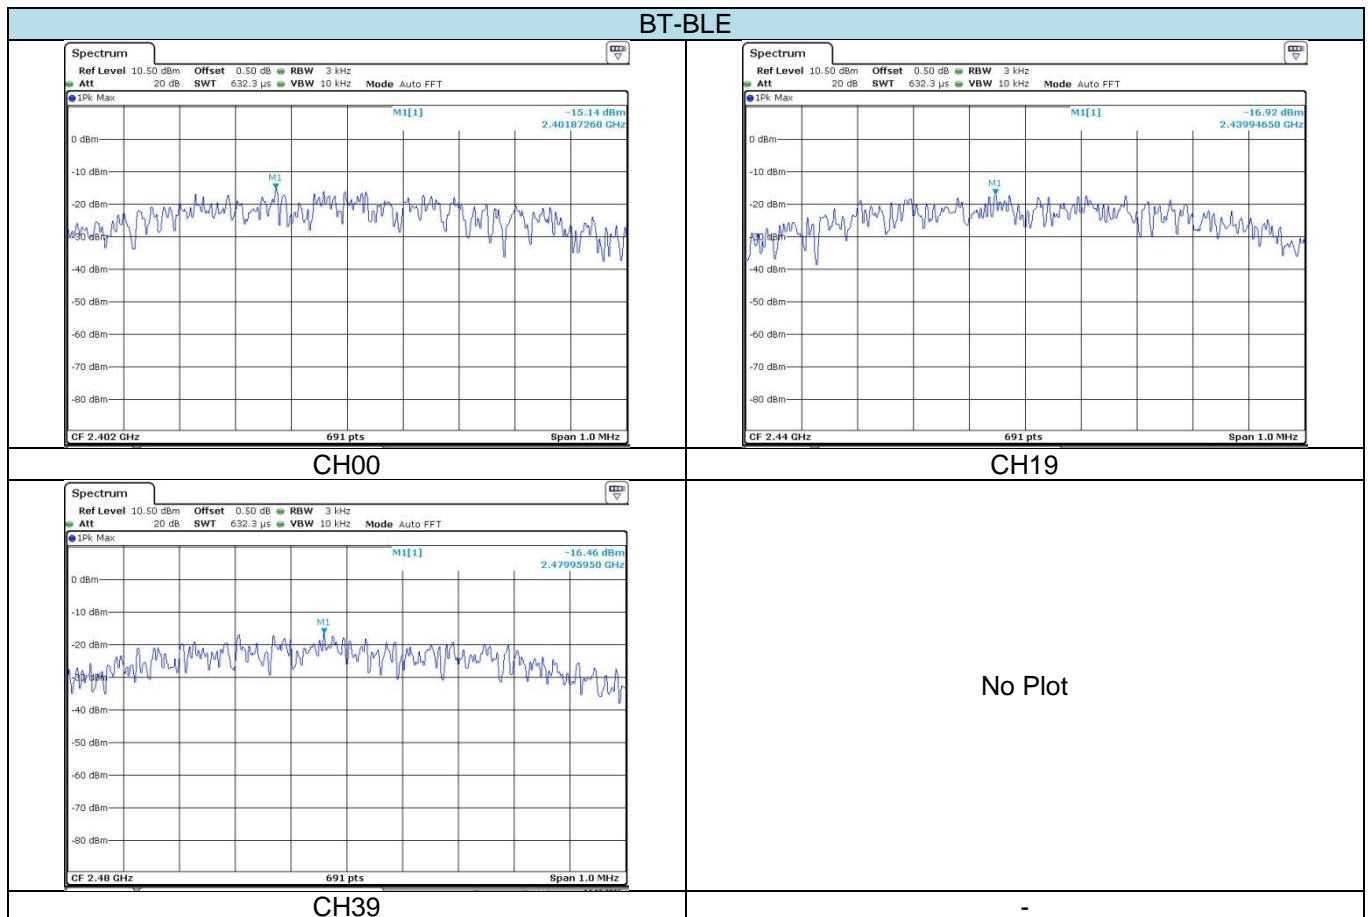 BT-BLE
Spectrum
Ref Level 10.50 dBm Offset 0.50 dB RBW 3 kHz
Att 20 dB SWT 632.3 µs VBW 10 kHz Mode Auto FFT
1Pk Max
M1[1] -15.14 dBm
2.40187260 GHz
0 dBm
-10 dBm
M1
-20 dBm
-30 dBm
-40 dBm
-50 dBm
-60 dBm
-70 dBm
-80 dBm
CF 2.402 GHz 691 pts Span 1.0 MHz
CH00
Spectrum
Ref Level 10.50 dBm Offset 0.50 dB RBW 3 kHz
Att 20 dB SWT 632.3 µs VBW 10 kHz Mode Auto FFT
1Pk Max
M1[1] -16.92 dBm
2.43994650 GHz
0 dBm
-10 dBm
M1
-20 dBm
-30 dBm
-40 dBm
-50 dBm
-60 dBm
-70 dBm
-80 dBm
CF 2.44 GHz 691 pts Span 1.0 MHz
CH19
Spectrum
Ref Level 10.50 dBm Offset 0.50 dB RBW 3 kHz
Att 20 dB SWT 632.3 µs VBW 10 kHz Mode Auto FFT
1Pk Max
M1[1] -16.46 dBm
2.47995950 GHz
0 dBm
-10 dBm
M1
-20 dBm
-30 dBm
-40 dBm
-50 dBm
-60 dBm
-70 dBm
-80 dBm
CF 2.48 GHz 691 pts Span 1.0 MHz
CH39
No Plot
-